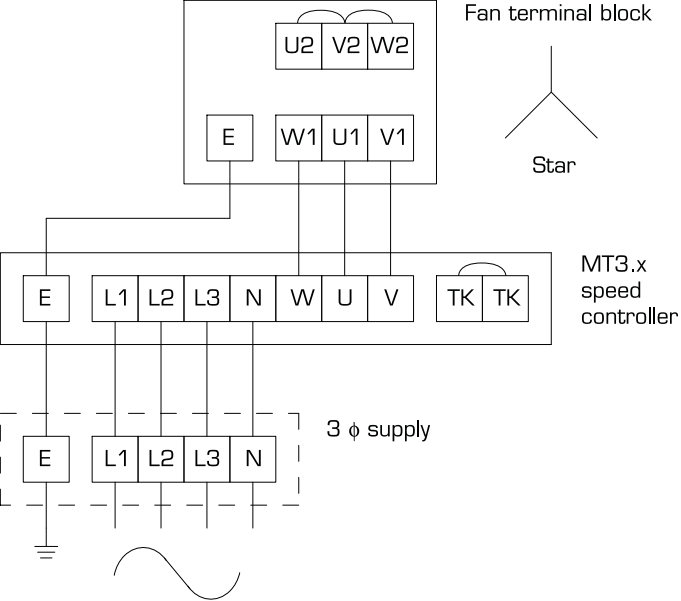 Fan terminal block
U2 V2 W2
E W1 U1 V1
Star
MT3.x
speed
controller
E L1 L2 L3 N W U V TK TK
3 ϕ supply
E L1 L2 L3 N